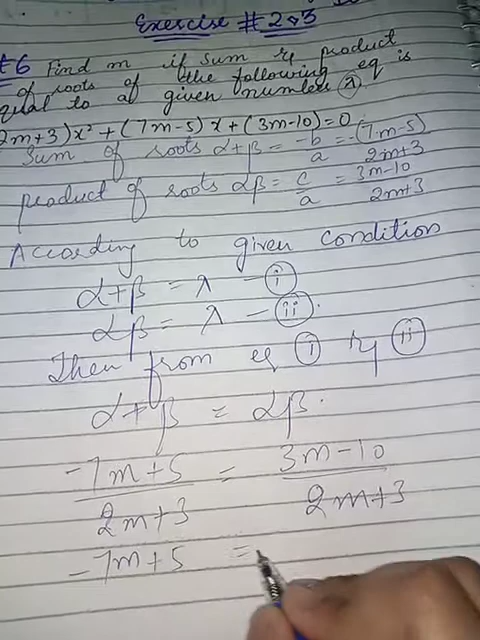 Exercise # 2.3
6 Find m if sum & product
of roots of the following eq is
qual to a given number λ.
2m+3)x² + (7m-5)x + (3m-10) = 0
Sum of roots α+β = -b/a = -(7m-5)/2m+3
product of roots αβ = c/a = 3m-10/2m+3
According to given condition
α+β = λ — (i)
αβ = λ — (ii).
Then from eq (i) & (ii)
α+β = αβ.
-7m+5/2m+3 = 3m-10/2m+3
-7m+5 =